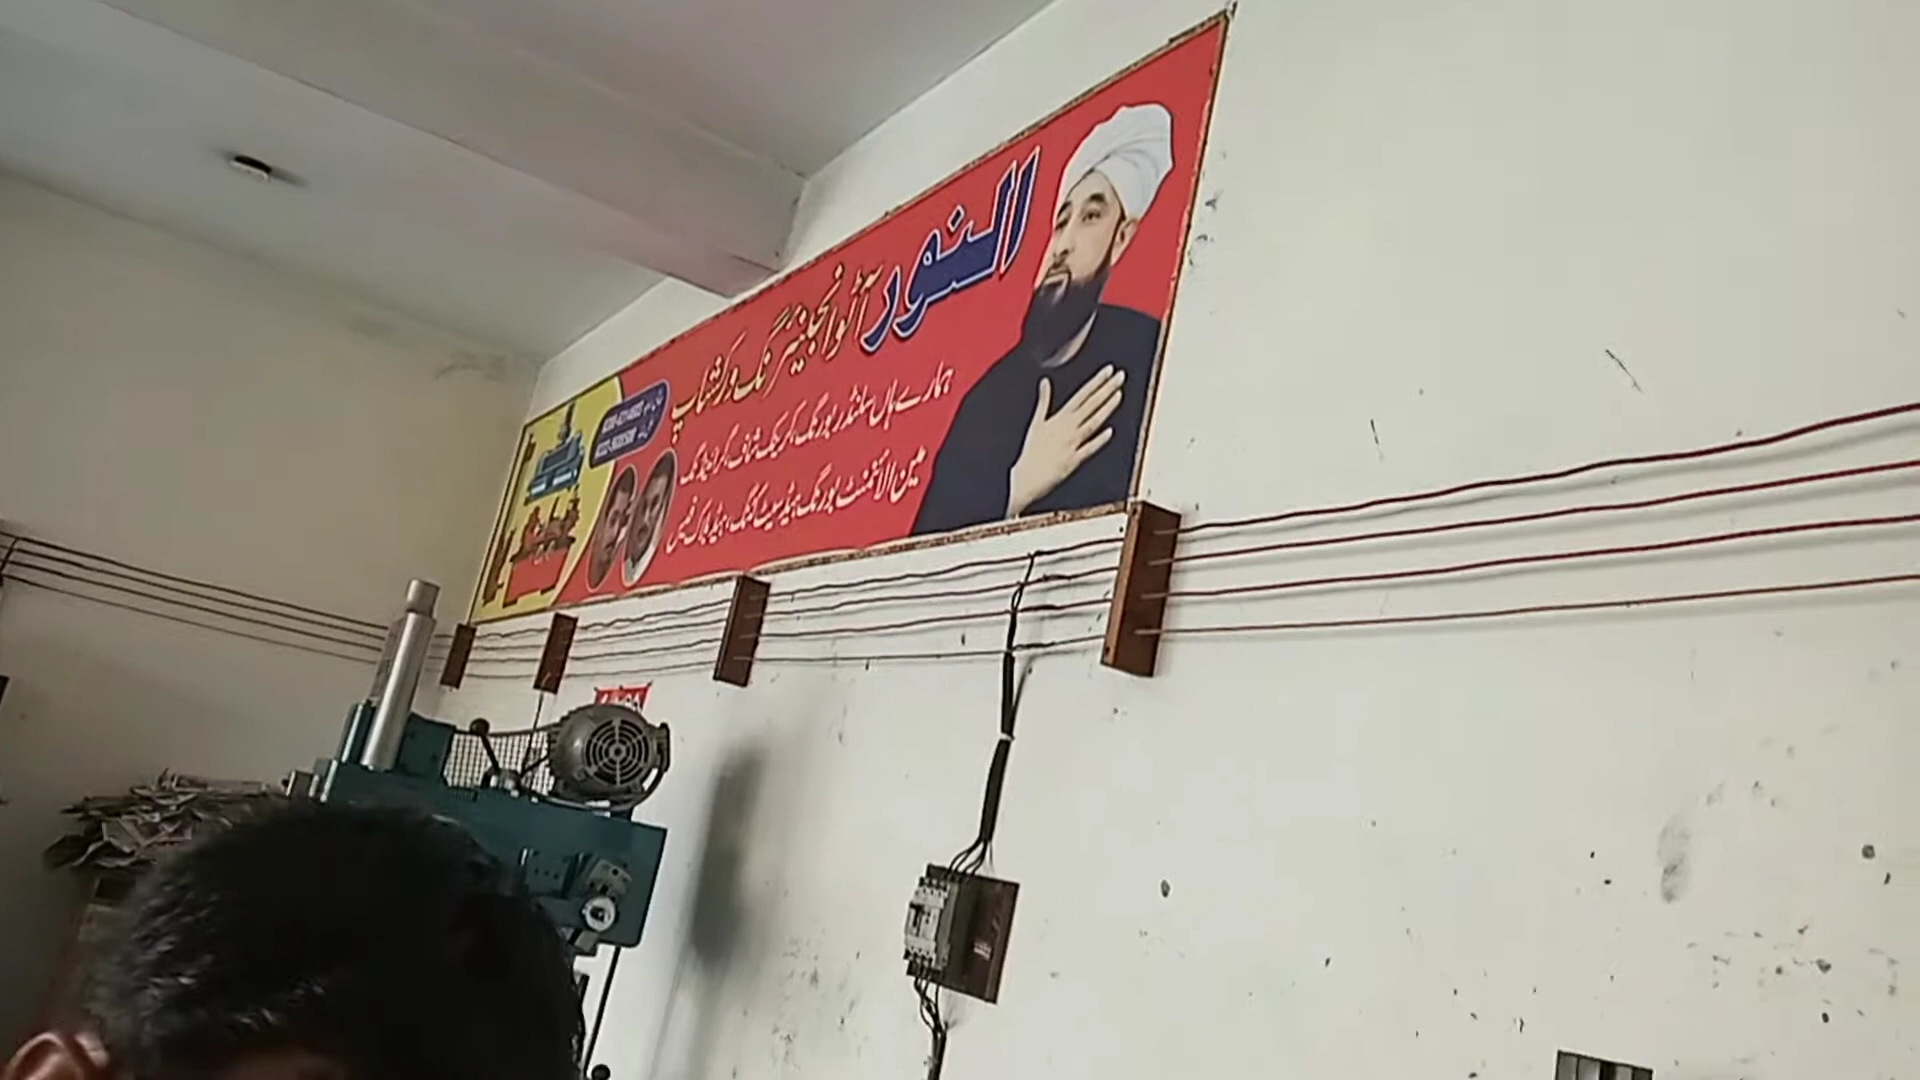 النور آٹو انجینئرنگ ورکشاپ
ہمارے ہاں سلنڈر بورنگ، کرینک شافٹ گرائنڈنگ
مین الائنمنٹ بورنگ، ہیڈ سیٹ کٹنگ، ہیڈ بلاک فیس